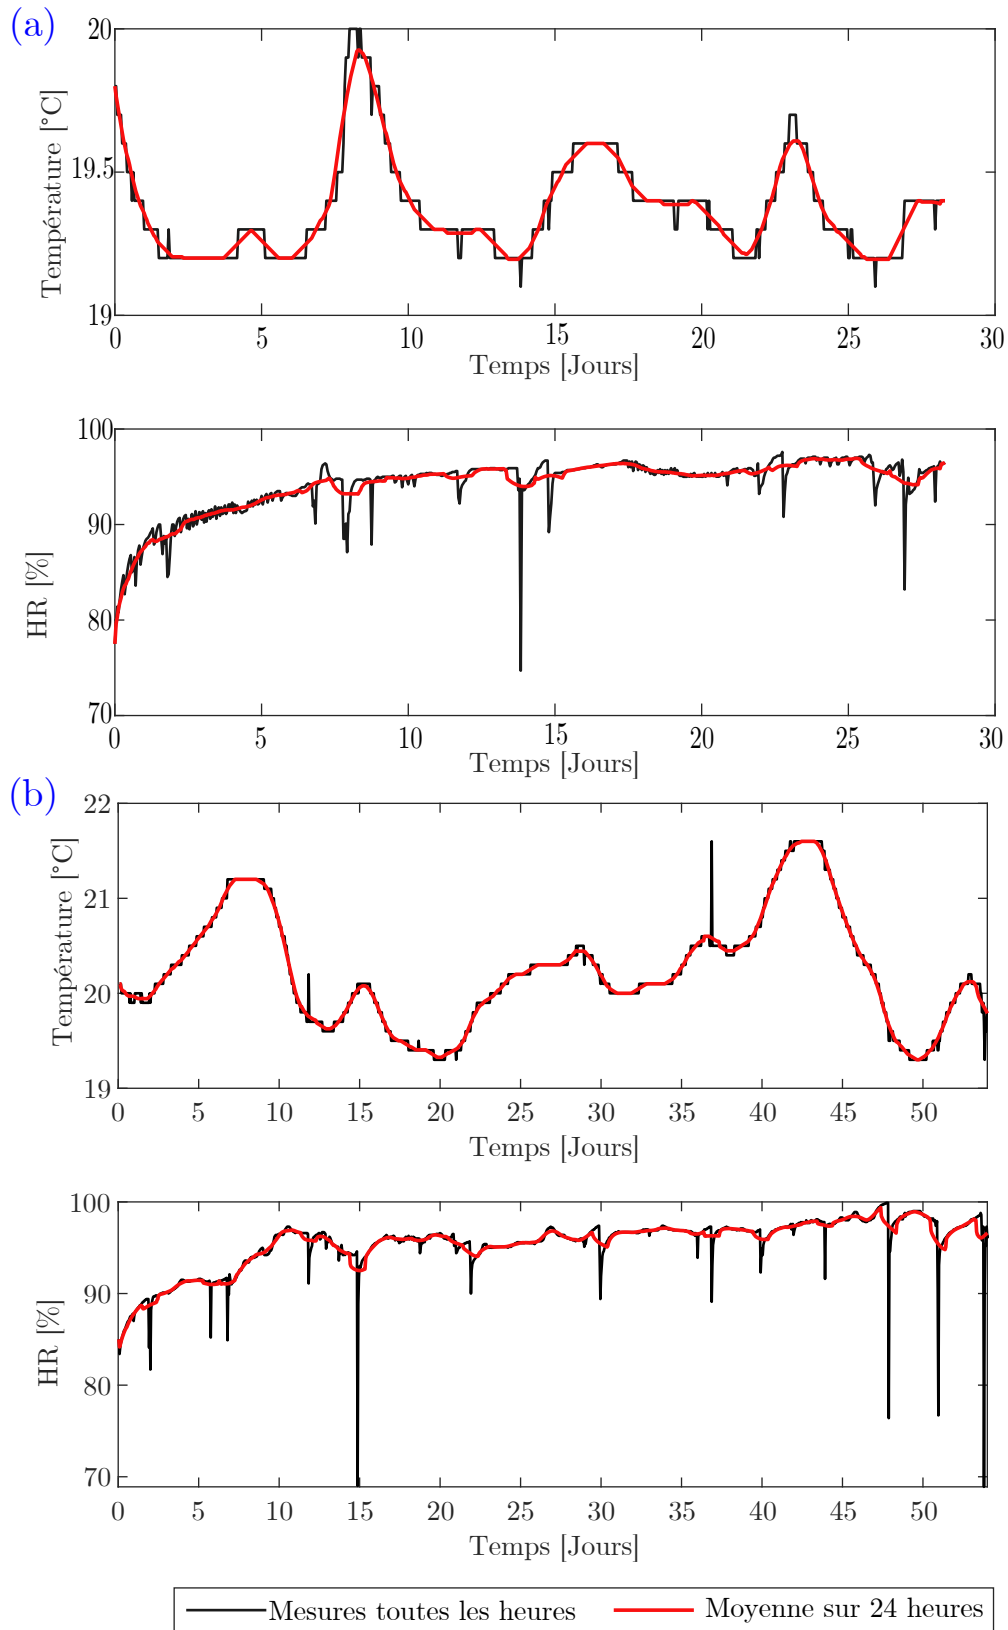 (a)
20
19.5
19
Température [°C]
0 5 10 15 20 25 30
Temps [Jours]
100
90
80
70
HR [%]
0 5 10 15 20 25 30
Temps [Jours]
(b)
22
21
20
19
Température [°C]
0 5 10 15 20 25 30 35 40 45 50
Temps [Jours]
100
90
80
70
HR [%]
0 5 10 15 20 25 30 35 40 45 50
Temps [Jours]
Mesures toutes les heures Moyenne sur 24 heures